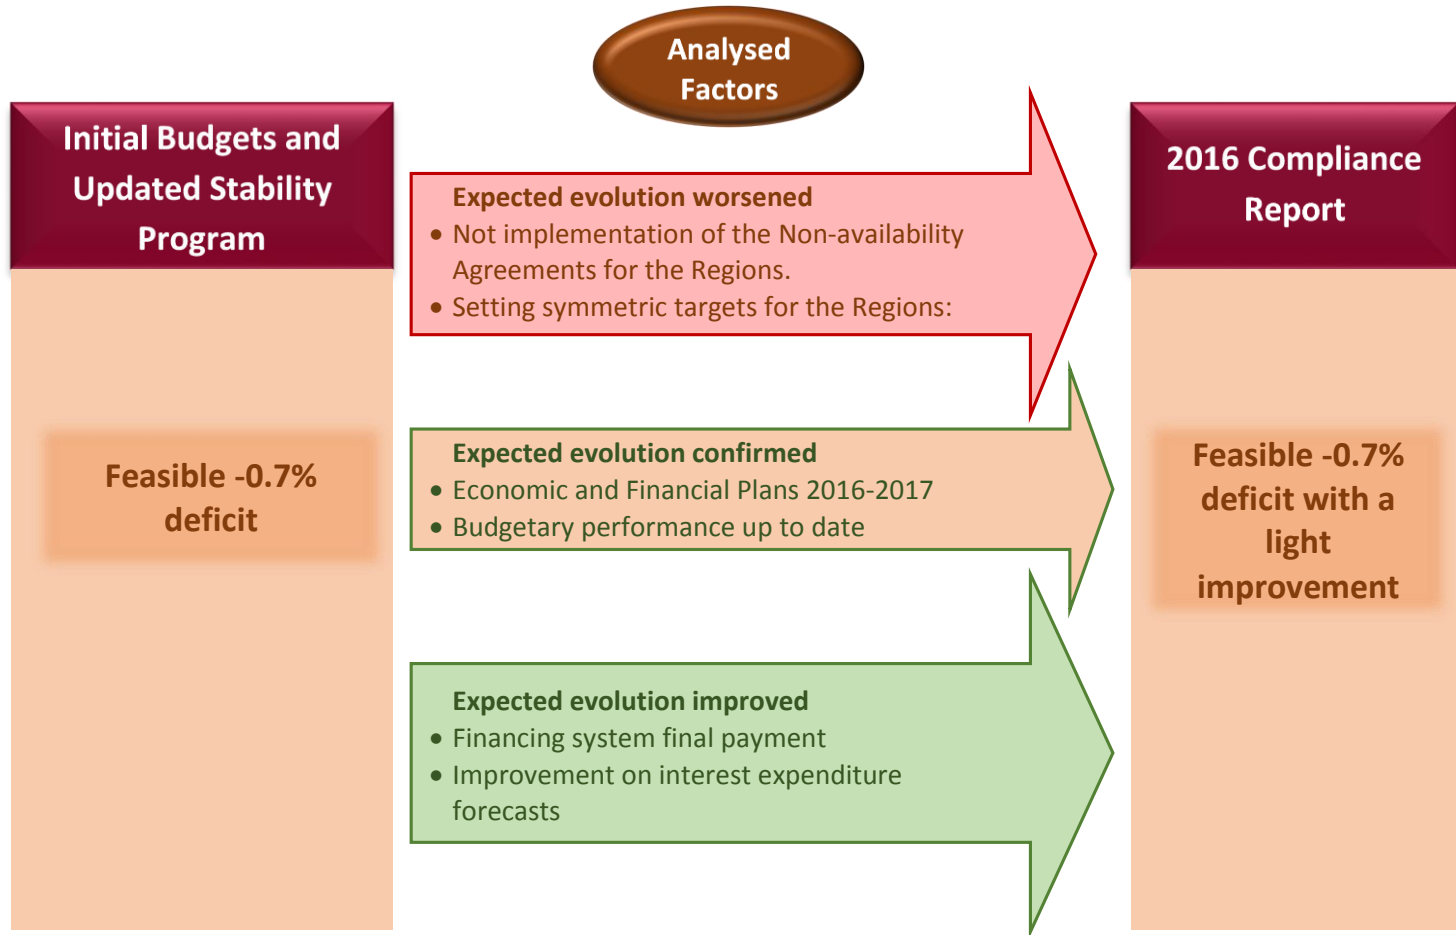 Analysed
Factors
Initial Budgets and
Updated Stability
Program
Feasible -0.7%
deficit
Expected evolution worsened
• Not implementation of the Non-availability
Agreements for the Regions.
• Setting symmetric targets for the Regions:
Expected evolution confirmed
• Economic and Financial Plans 2016-2017
• Budgetary performance up to date
Expected evolution improved
• Financing system final payment
• Improvement on interest expenditure
forecasts
2016 Compliance
Report
Feasible -0.7%
deficit with a
light
improvement